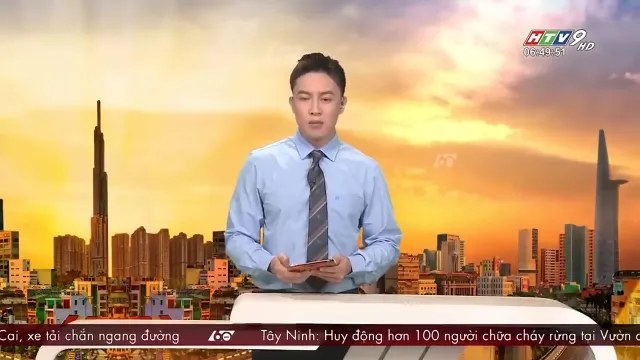 HTV9 HD
06:49:51
Cai, xe tải chắn ngang đường
Tây Ninh: Huy động hơn 100 người chữa cháy rừng tại Vườn